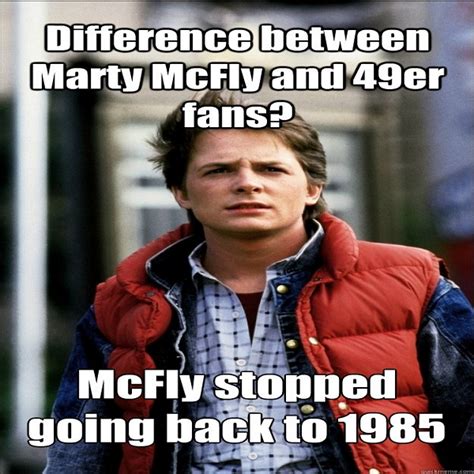 Difference between
Marty McFly and 49er
fans?
McFly stopped
going back to 1985